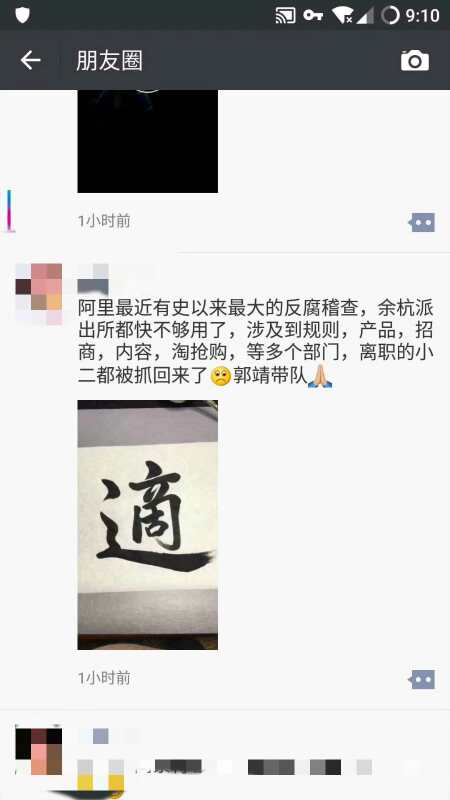 9:10
朋友圈
1小时前
阿里最近有史以来最大的反腐稽查，余杭派
出所都快不够用了，涉及到规则，产品，招
商，内容，淘抢购，等多个部门，离职的小
二都被抓回来了🙁郭靖带队🙏
適
1小时前